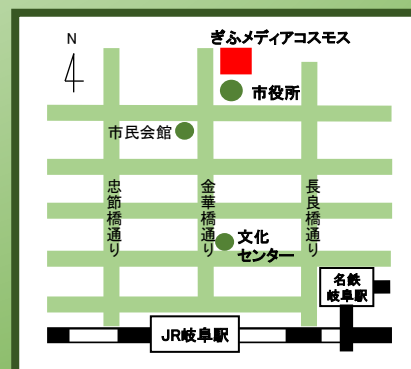 N
ぎふメディアコスモス
市役所
市民会館
忠節橋通り
金華橋通り
長良橋通り
文化
センター
名鉄
岐阜駅
JR岐阜駅